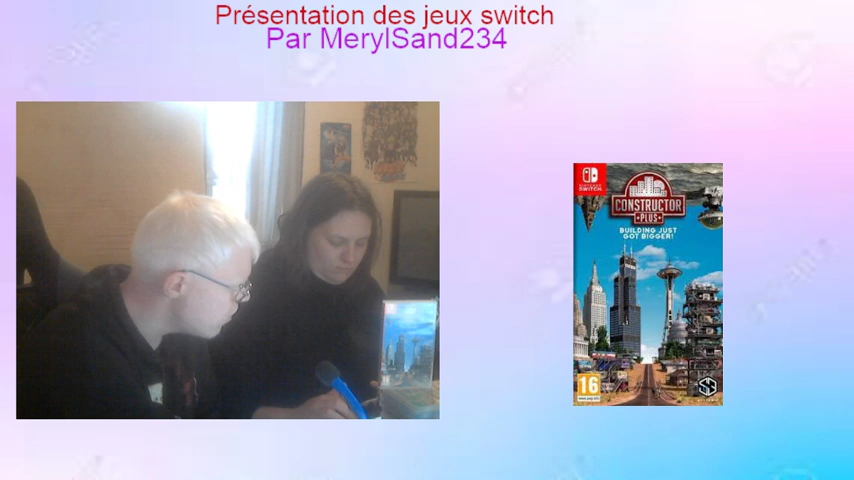 Présentation des jeux switch
Par MerylSand234
NINTENDO
SWITCH
CONSTRUCTOR
PLUS
BUILDING JUST
GOT BIGGER!
16